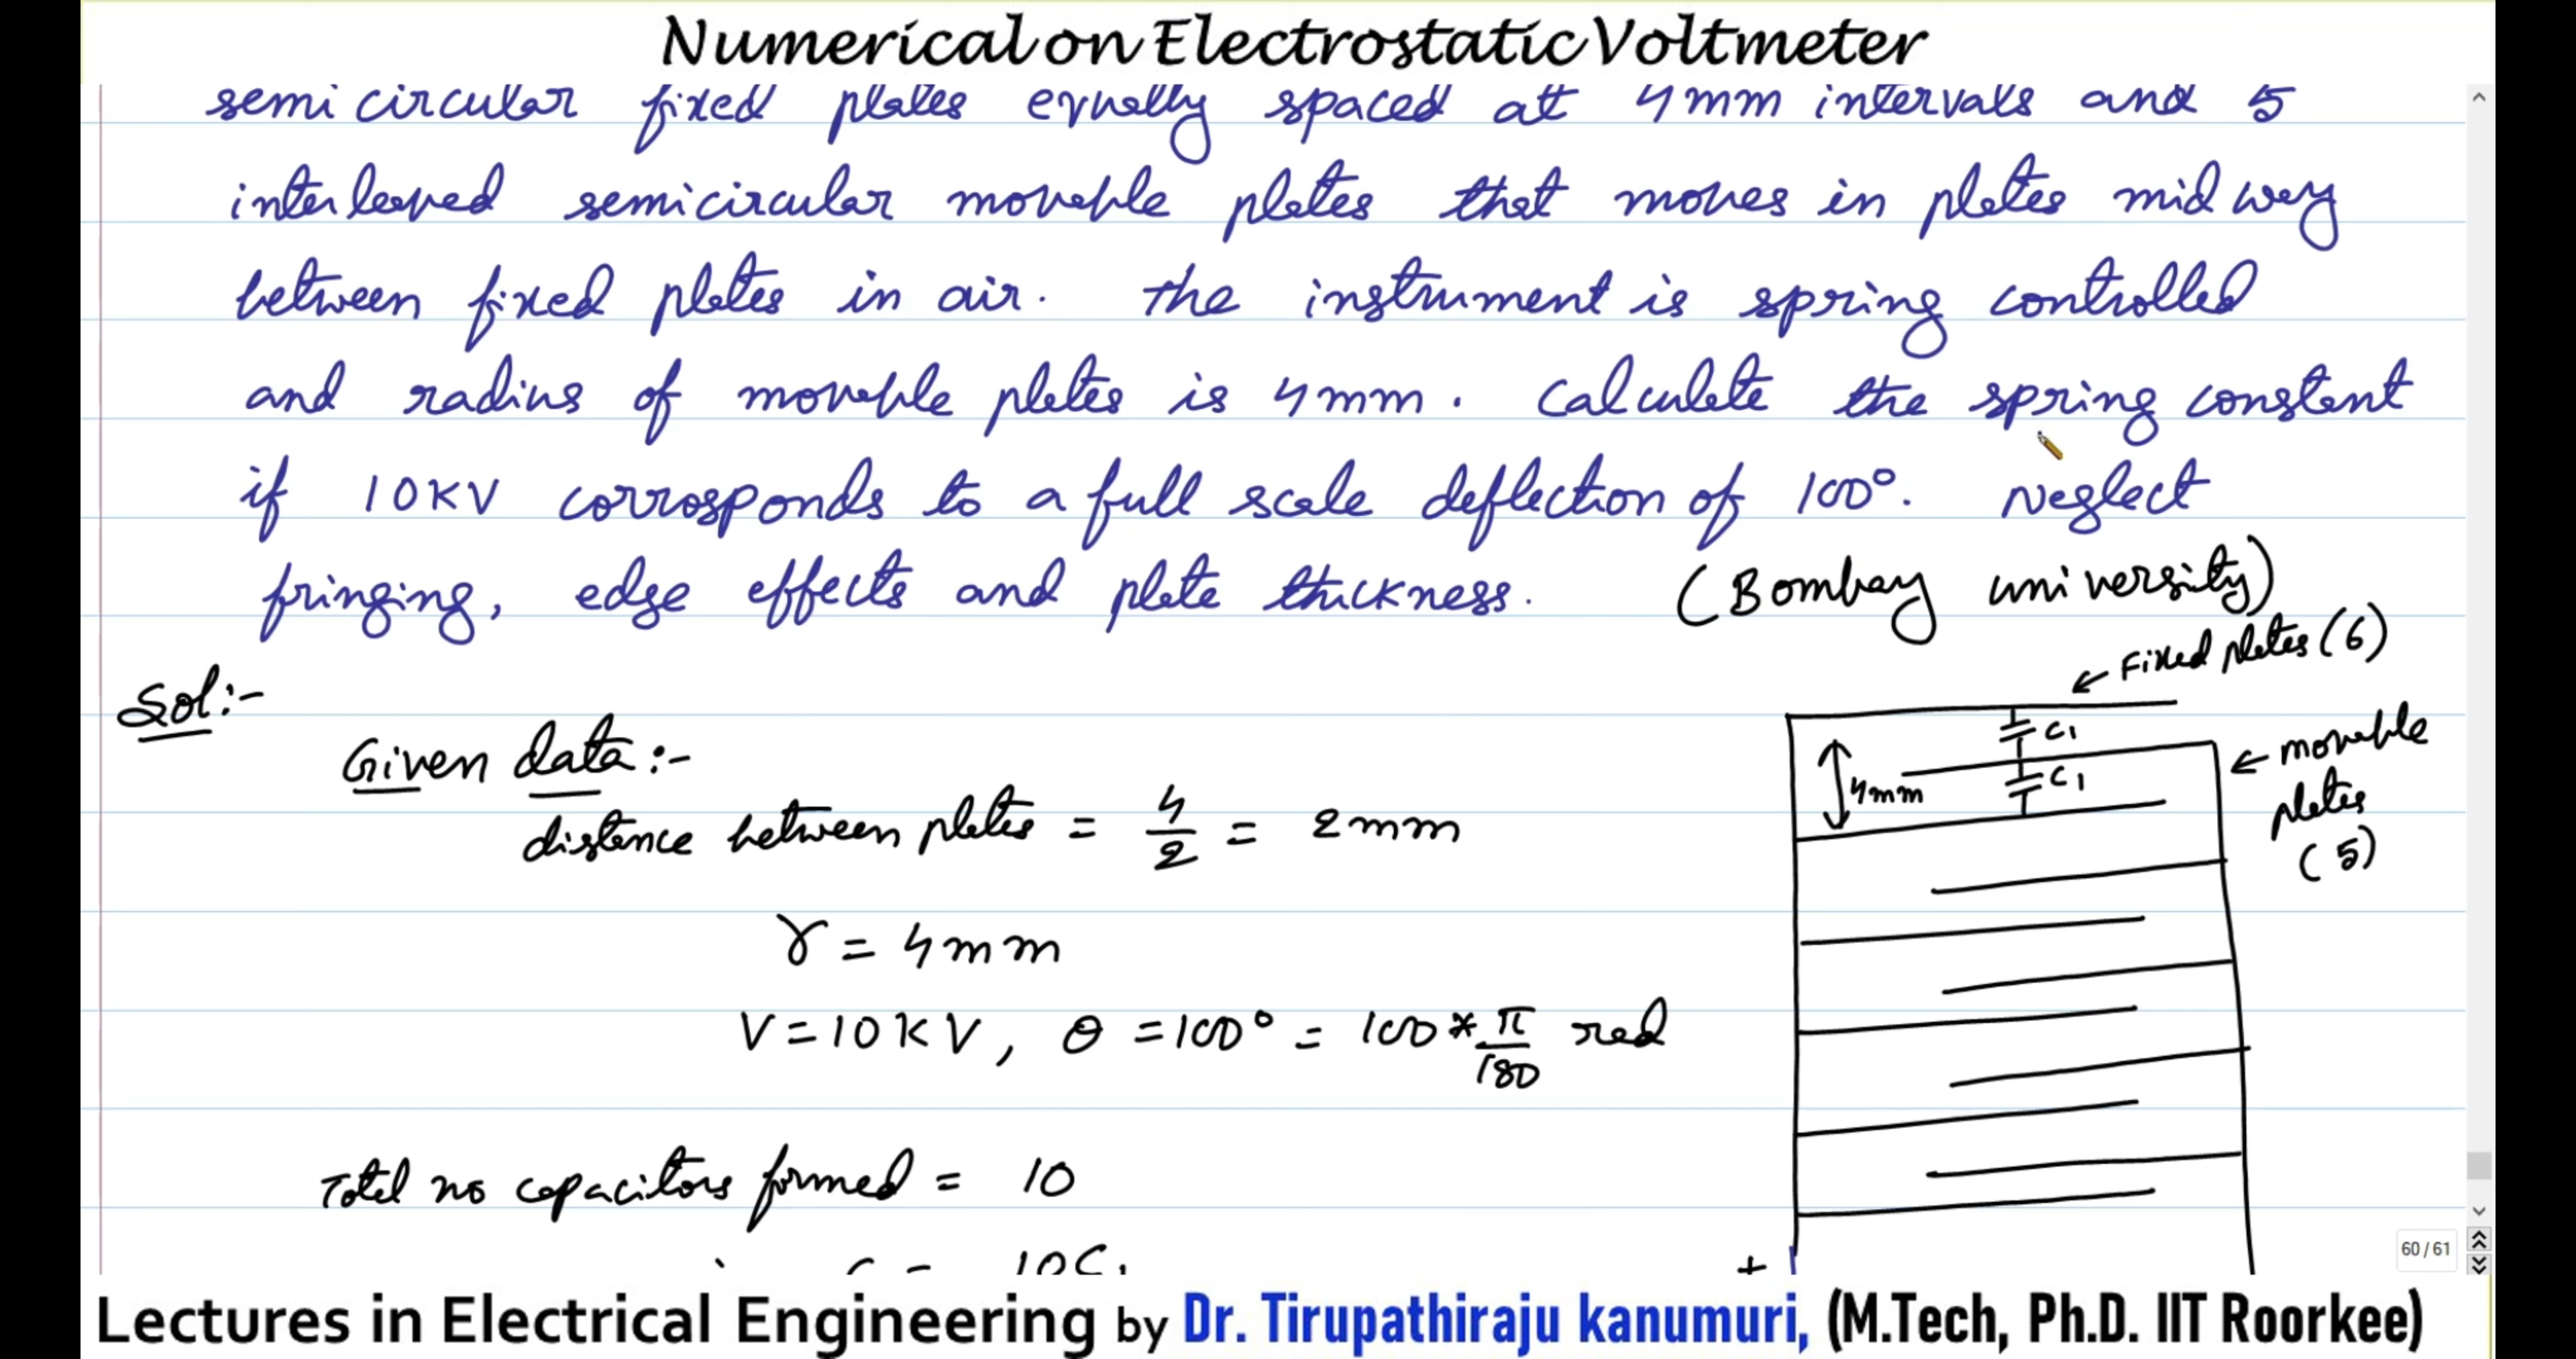 Numerical on Electrostatic Voltmeter
semicircular fixed plates equally spaced at 4mm intervals and 5
interleaved semicircular movable plates that moves in plates mid way
between fixed plates in air. The instrument is spring controlled
and radius of movable plates is 4mm. Calculate the spring constant
if 10KV corrosponds to a full scale deflection of 100°. Neglect
fringing, edge effects and plate thickness. (Bombay university)
Sol:-
Given data:-
distance between plates = 4/2 = 2mm
r = 4mm
V = 10KV, θ = 100° = 100 * π/180 rad
Total no capacitors formed = 10
C = 10C₁
← Fixed plates (6)
C₁
C₁
4mm
← movable
plates
(5)
+
60 / 61
Lectures in Electrical Engineering by Dr. Tirupathiraju kanumuri, (M.Tech, Ph.D. IIT Roorkee)